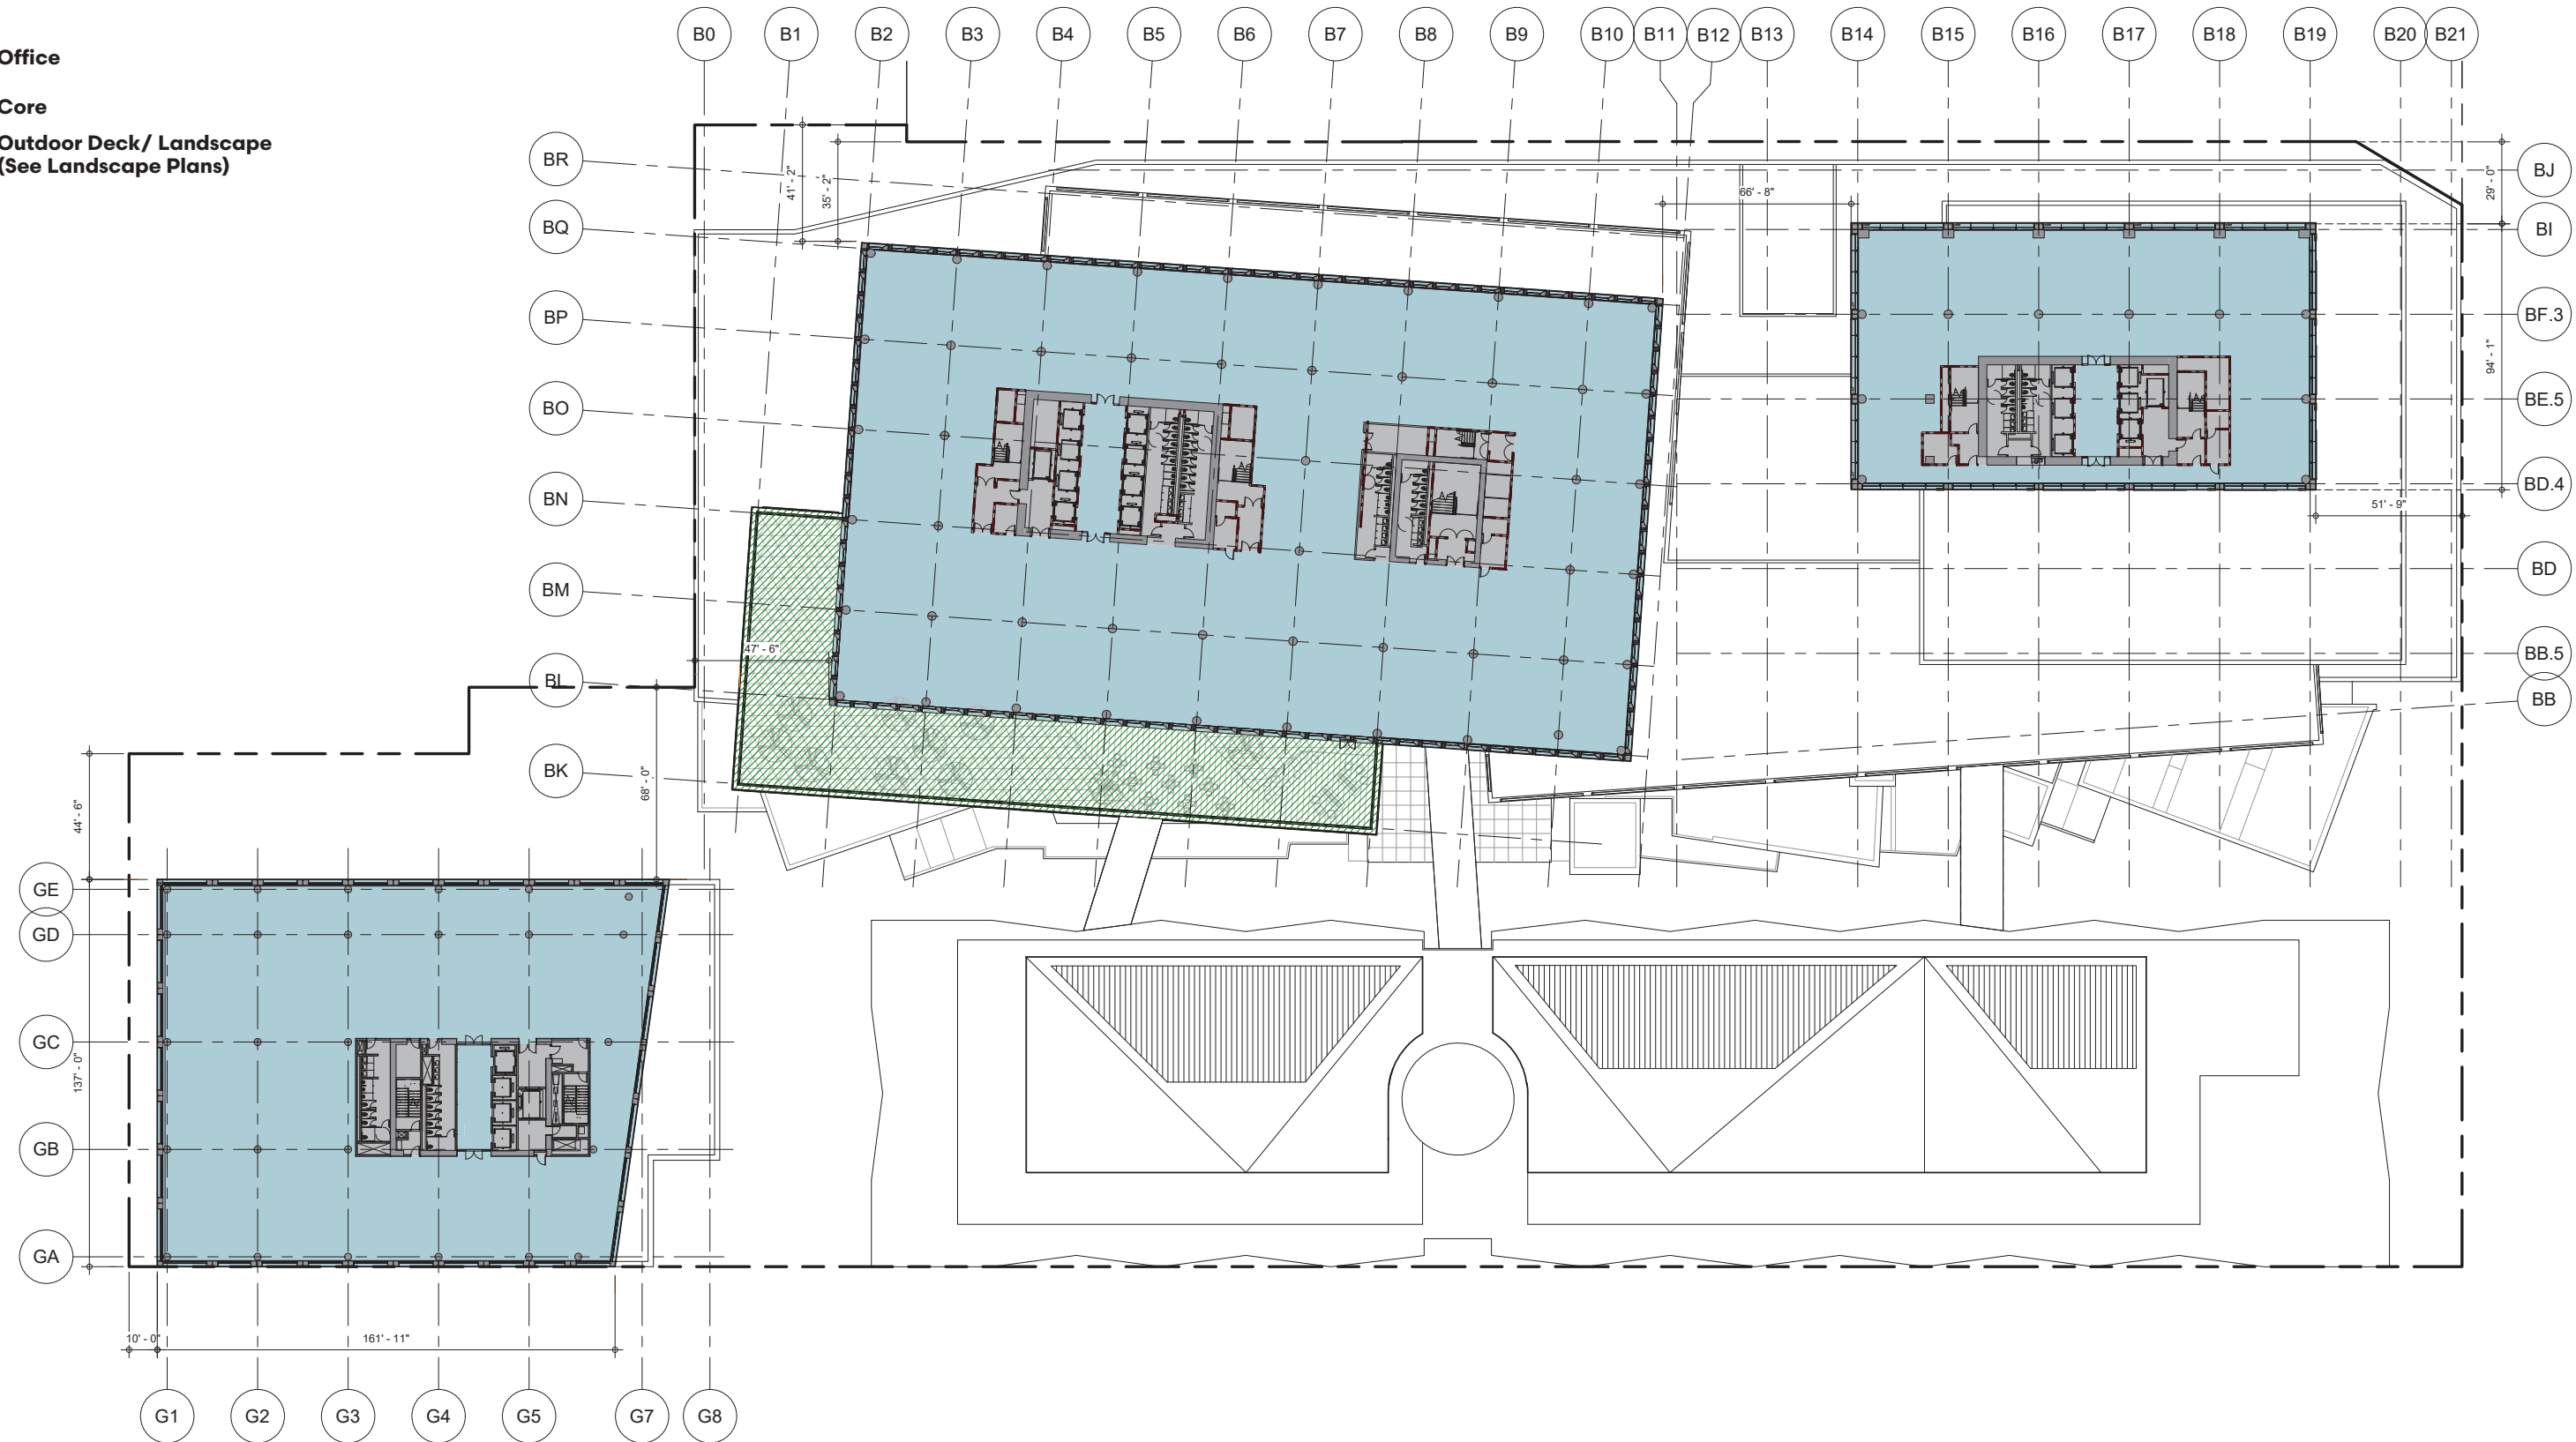 Office
Core
Outdoor Deck/ Landscape
(See Landscape Plans)
B0 B1 B2 B3 B4 B5 B6 B7 B8 B9 B10 B11 B12 B13 B14 B15 B16 B17 B18 B19 B20 B21
BR
BQ
BP
BO
BN
BM
BL
BK
BJ
BI
BF.3
BE.5
BD.4
BD
BB.5
BB
41' - 2"
35' - 2"
66' - 8"
29' - 0"
94' - 1"
51' - 9"
47' - 6"
68' - 0"
44' - 6"
137' - 0"
GE
GD
GC
GB
GA
10' - 0"
161' - 11"
G1 G2 G3 G4 G5 G7 G8